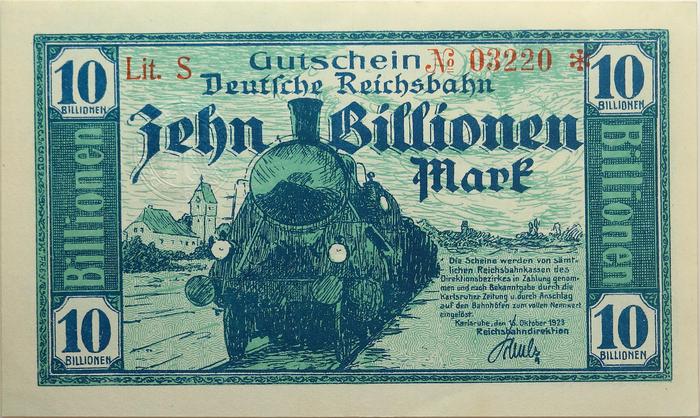 10
BILLIONEN
Lit. S
Gutschein № 03220 *
10
BILLIONEN
Deutsche Reichsbahn
Zehn Billionen
Mark
Billionen
Billionen
Die Scheine werden von sämt-
lichen Reichsbahnkassen des
Direktionsbezirkes in Zahlung genom-
men und nach Bekanntgabe durch die
Karlsruher Zeitung u. durch Anschlag
auf den Bahnhöfen zum vollen Nennwert
eingelöst.
Karlsruhe, den Oktober 1923
Reichsbahndirektion
10
BILLIONEN
10
BILLIONEN